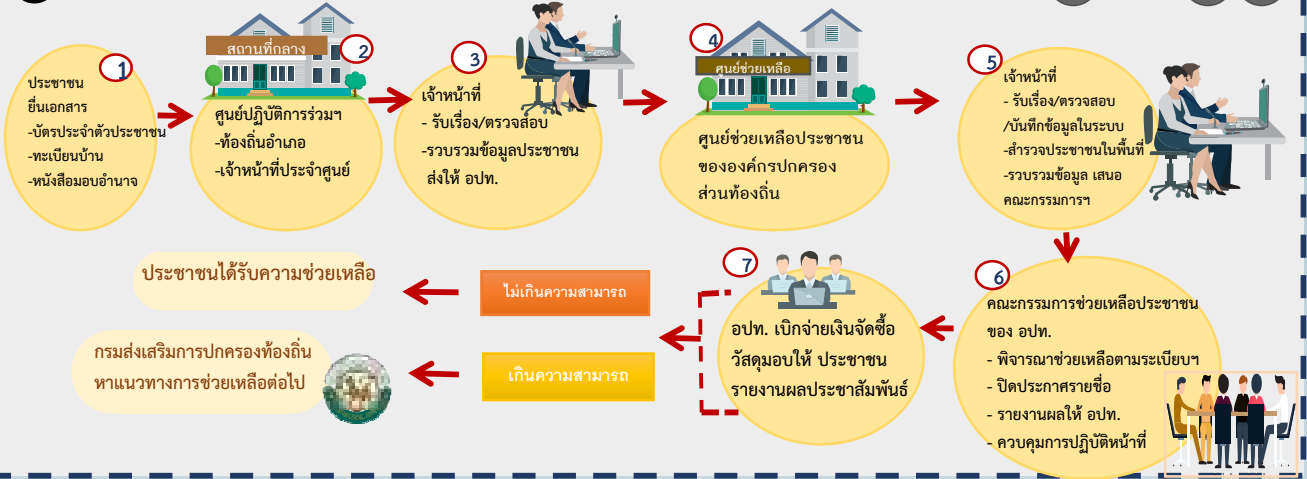 1
ประชาชน
ยื่นเอกสาร
-บัตรประจำตัวประชาชน
-ทะเบียนบ้าน
-หนังสือมอบอำนาจ
สถานที่กลาง
2
ศูนย์ปฏิบัติการร่วมฯ
-ท้องถิ่นอำเภอ
-เจ้าหน้าที่ประจำศูนย์
3
เจ้าหน้าที่
- รับเรื่อง/ตรวจสอบ
-รวบรวมข้อมูลประชาชน
ส่งให้ อปท.
4
ศูนย์ช่วยเหลือ
ศูนย์ช่วยเหลือประชาชน
ขององค์กรปกครอง
ส่วนท้องถิ่น
5
เจ้าหน้าที่
- รับเรื่อง/ตรวจสอบ
/บันทึกข้อมูลในระบบ
-สำรวจประชาชนในพื้นที่
-รวบรวมข้อมูล เสนอ
คณะกรรมการฯ
6
คณะกรรมการช่วยเหลือประชาชน
ของ อปท.
- พิจารณาช่วยเหลือตามระเบียบฯ
- ปิดประกาศรายชื่อ
- รายงานผลให้ อปท.
- ควบคุมการปฏิบัติหน้าที่
7
อปท. เบิกจ่ายเงินจัดซื้อ
วัสดุมอบให้ ประชาชน
รายงานผลประชาสัมพันธ์
ไม่เกินความสามารถ
ประชาชนได้รับความช่วยเหลือ
เกินความสามารถ
กรมส่งเสริมการปกครองท้องถิ่น
หาแนวทางการช่วยเหลือต่อไป